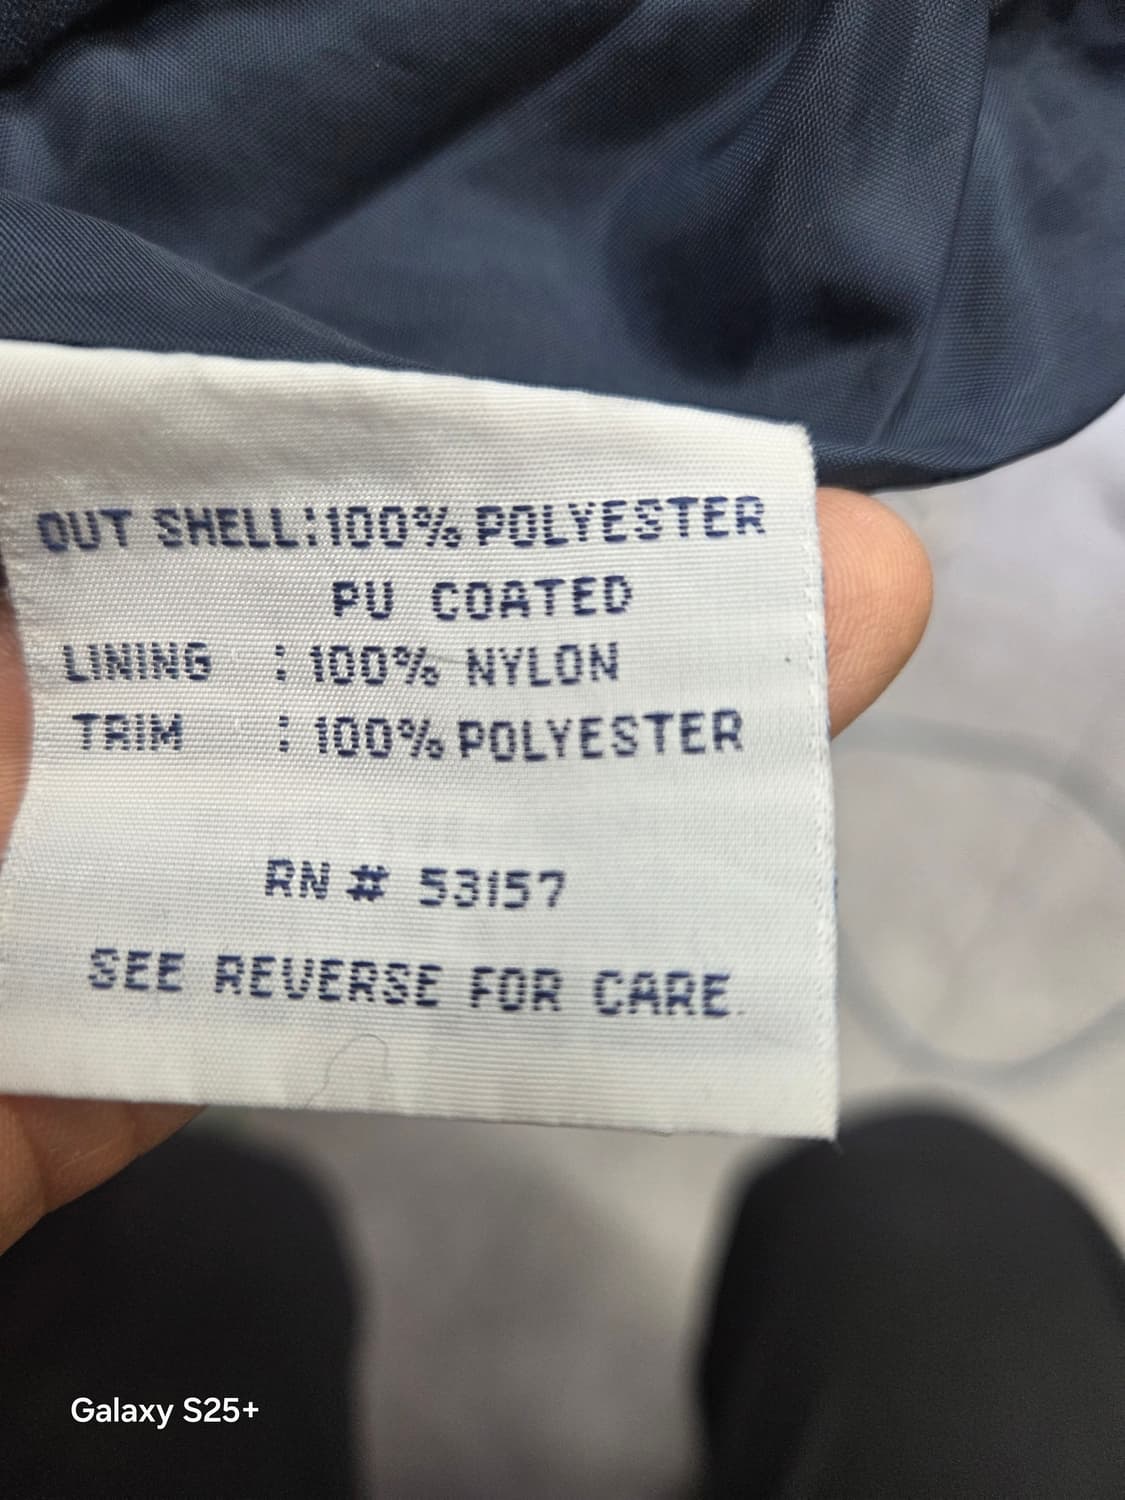 OUT SHELL:100% POLYESTER
PU COATED
LINING : 100% NYLON
TRIM : 100% POLYESTER
RN # 53157
SEE REVERSE FOR CARE.
Galaxy S25+